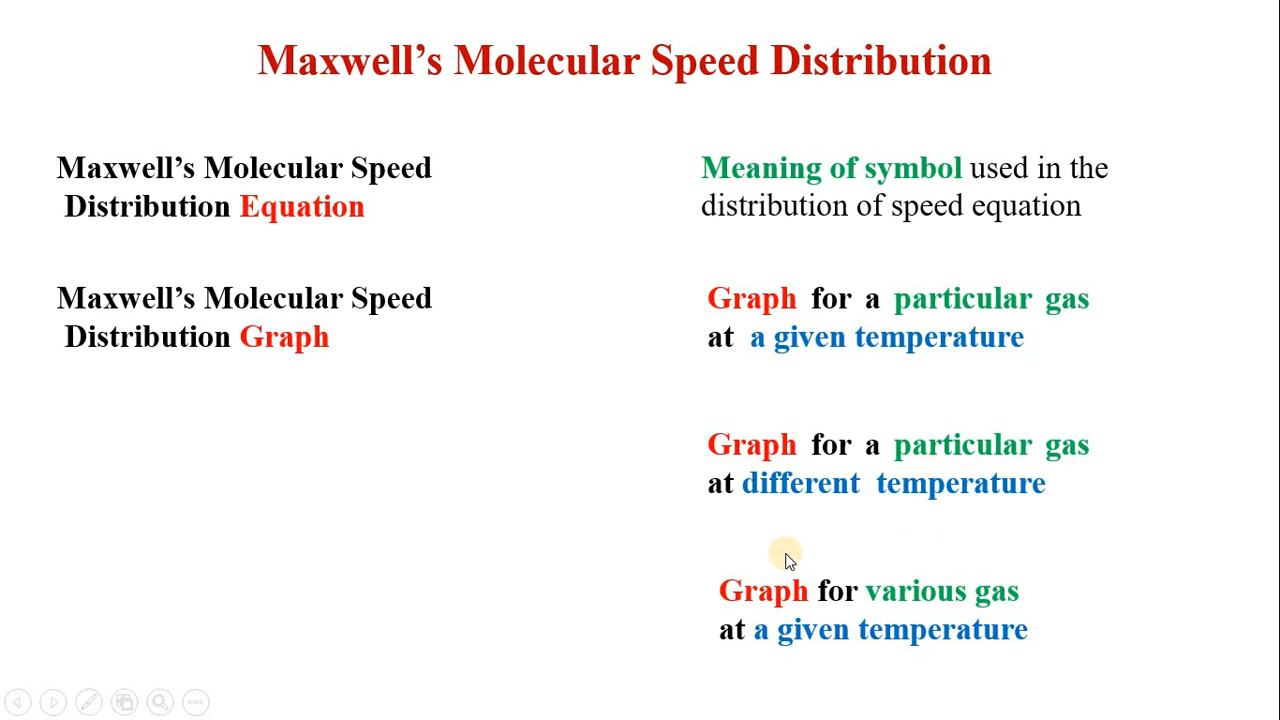 Maxwell’s Molecular Speed Distribution
Maxwell’s Molecular Speed
Distribution Equation
Meaning of symbol used in the
distribution of speed equation
Maxwell’s Molecular Speed
Distribution Graph
Graph for a particular gas
at a given temperature
Graph for a particular gas
at different temperature
Graph for various gas
at a given temperature